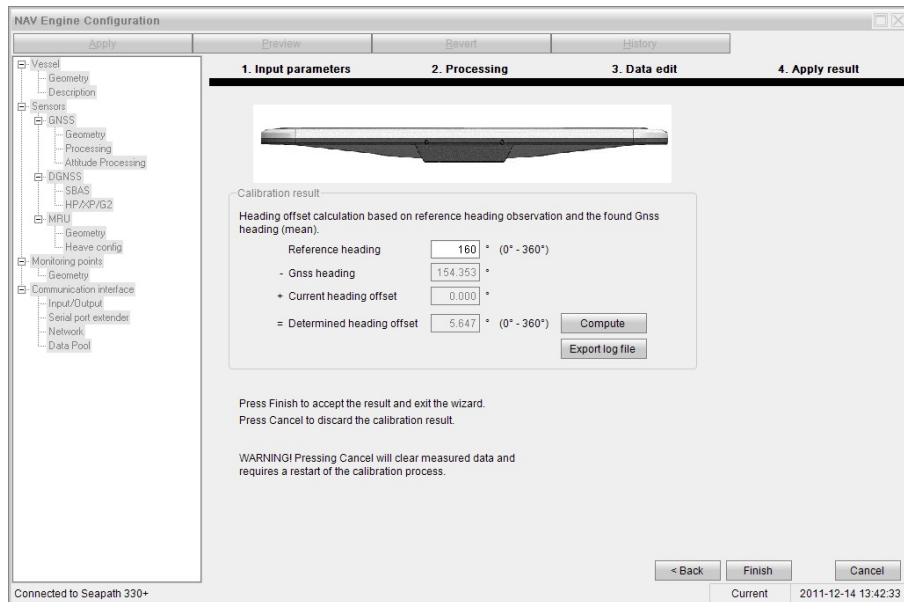 NAV Engine Configuration
Apply Preview Revert History
Vessel
Geometry
Description
Sensors
GNSS
Geometry
Processing
Attitude Processing
DGNSS
SBAS
HP/XP/G2
MRU
Geometry
Heave config
Monitoring points
Geometry
Communication interface
Input/Output
Serial port extender
Network
Data Pool
1. Input parameters 2. Processing 3. Data edit 4. Apply result
Calibration result
Heading offset calculation based on reference heading observation and the found Gnss
heading (mean).
Reference heading 160 ° (0° - 360°)
- Gnss heading 154.353 °
+ Current heading offset 0.000 °
= Determined heading offset 5.647 ° (0° - 360°) Compute
Export log file
Press Finish to accept the result and exit the wizard.
Press Cancel to discard the calibration result.
WARNING! Pressing Cancel will clear measured data and
requires a restart of the calibration process.
< Back Finish Cancel
Connected to Seapath 330+ Current 2011-12-14 13:42:33